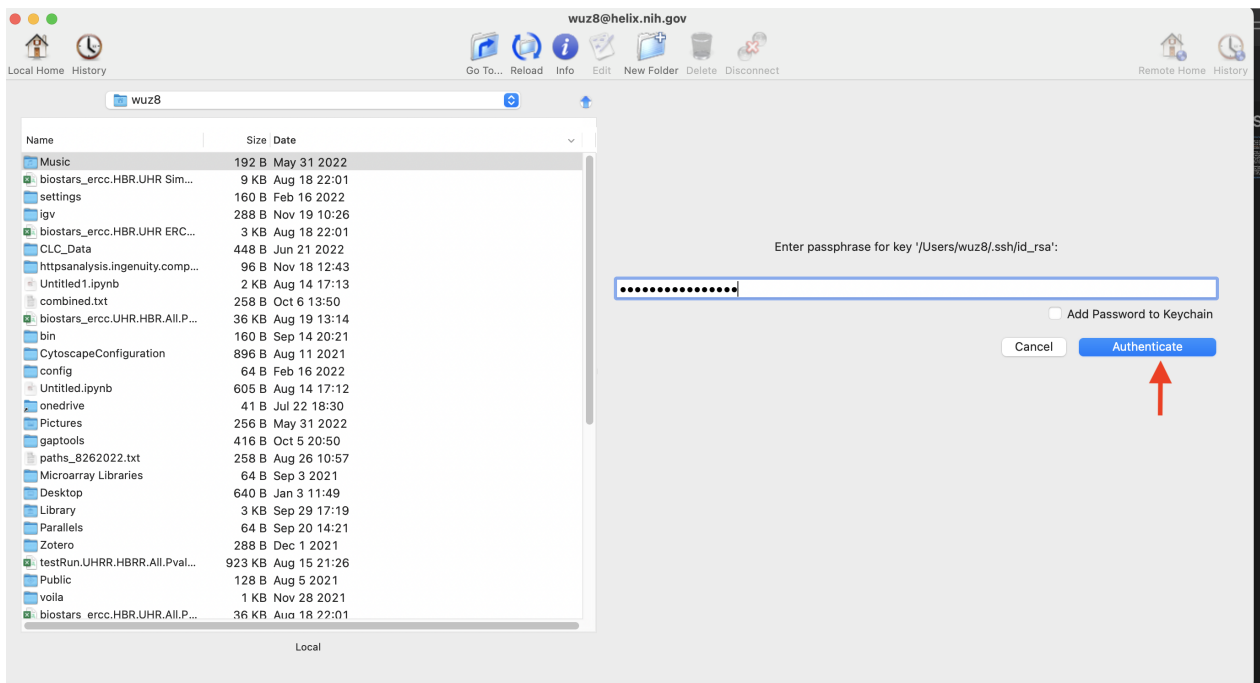 wuz8@helix.nih.gov
Local Home History Go To... Reload Info Edit New Folder Delete Disconnect Remote Home History
wuz8
Name Size Date
Music 192 B May 31 2022
biostars_ercc.HBR.UHR Sim... 9 KB Aug 18 22:01
settings 160 B Feb 16 2022
igv 288 B Nov 19 10:26
biostars_ercc.HBR.UHR ERC... 3 KB Aug 18 22:01
CLC_Data 448 B Jun 21 2022
httpsanalysis.ingenuity.comp... 96 B Nov 18 12:43
Untitled1.ipynb 2 KB Aug 14 17:13
combined.txt 258 B Oct 6 13:50
biostars_ercc.UHR.HBR.All.P... 36 KB Aug 19 13:14
bin 160 B Sep 14 20:21
CytoscapeConfiguration 896 B Aug 11 2021
config 64 B Feb 16 2022
Untitled.ipynb 605 B Aug 14 17:12
onedrive 41 B Jul 22 18:30
Pictures 256 B May 31 2022
gaptools 416 B Oct 5 20:50
paths_8262022.txt 258 B Aug 26 10:57
Microarray Libraries 64 B Sep 3 2021
Desktop 640 B Jan 3 11:49
Library 3 KB Sep 29 17:19
Parallels 64 B Sep 20 14:21
Zotero 288 B Dec 1 2021
testRun.UHRR.HBRR.All.Pval... 923 KB Aug 15 21:26
Public 128 B Aug 5 2021
voila 1 KB Nov 28 2021
biostars_ercc.HBR.UHR.All.P... 36 KB Aug 18 22:01
Local
Enter passphrase for key '/Users/wuz8/.ssh/id_rsa':
••••••••••••••••
Add Password to Keychain
Cancel Authenticate